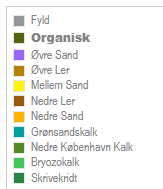 Fyld
Organisk
Øvre Sand
Øvre Ler
Mellem Sand
Nedre Ler
Nedre Sand
Grønsandskalk
Nedre København Kalk
Bryozokalk
Skrivekridt